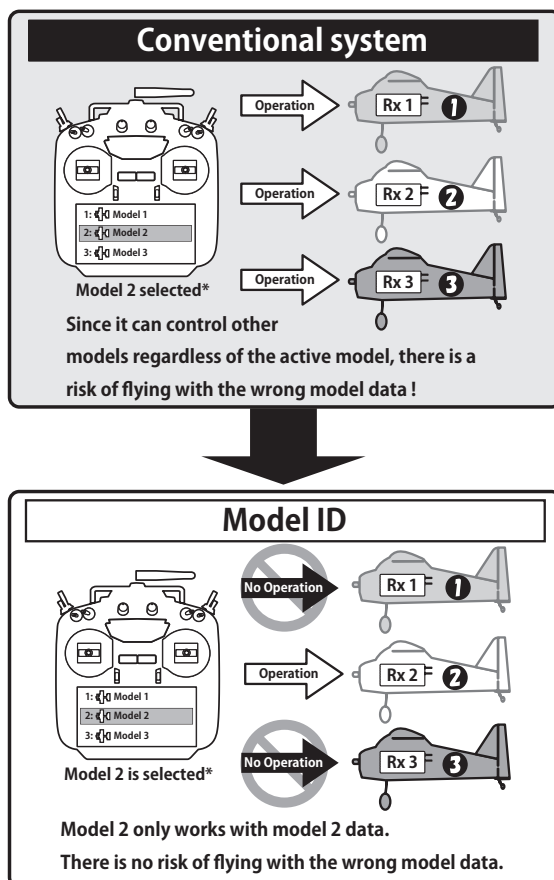 Conventional system
Operation
Rx 1
1
Operation
Rx 2
2
Operation
Rx 3
3
1: Model 1
2: Model 2
3: Model 3
Model 2 selected*
Since it can control other
models regardless of the active model, there is a
risk of flying with the wrong model data !
Model ID
No Operation
Rx 1
1
Operation
Rx 2
2
No Operation
Rx 3
3
1: Model 1
2: Model 2
3: Model 3
Model 2 is selected*
Model 2 only works with model 2 data.
There is no risk of flying with the wrong model data.